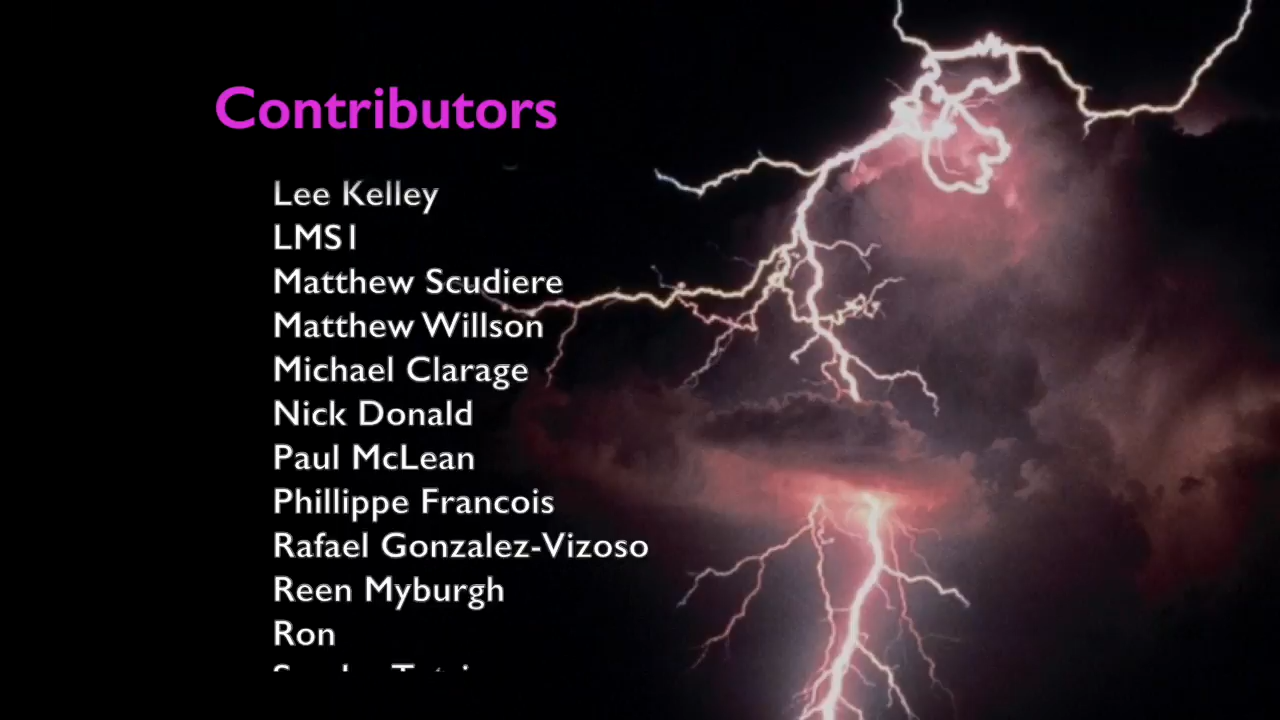 Contributors
Lee Kelley
LMS1
Matthew Scudiere
Matthew Willson
Michael Clarage
Nick Donald
Paul McLean
Phillippe Francois
Rafael Gonzalez-Vizoso
Reen Myburgh
Ron